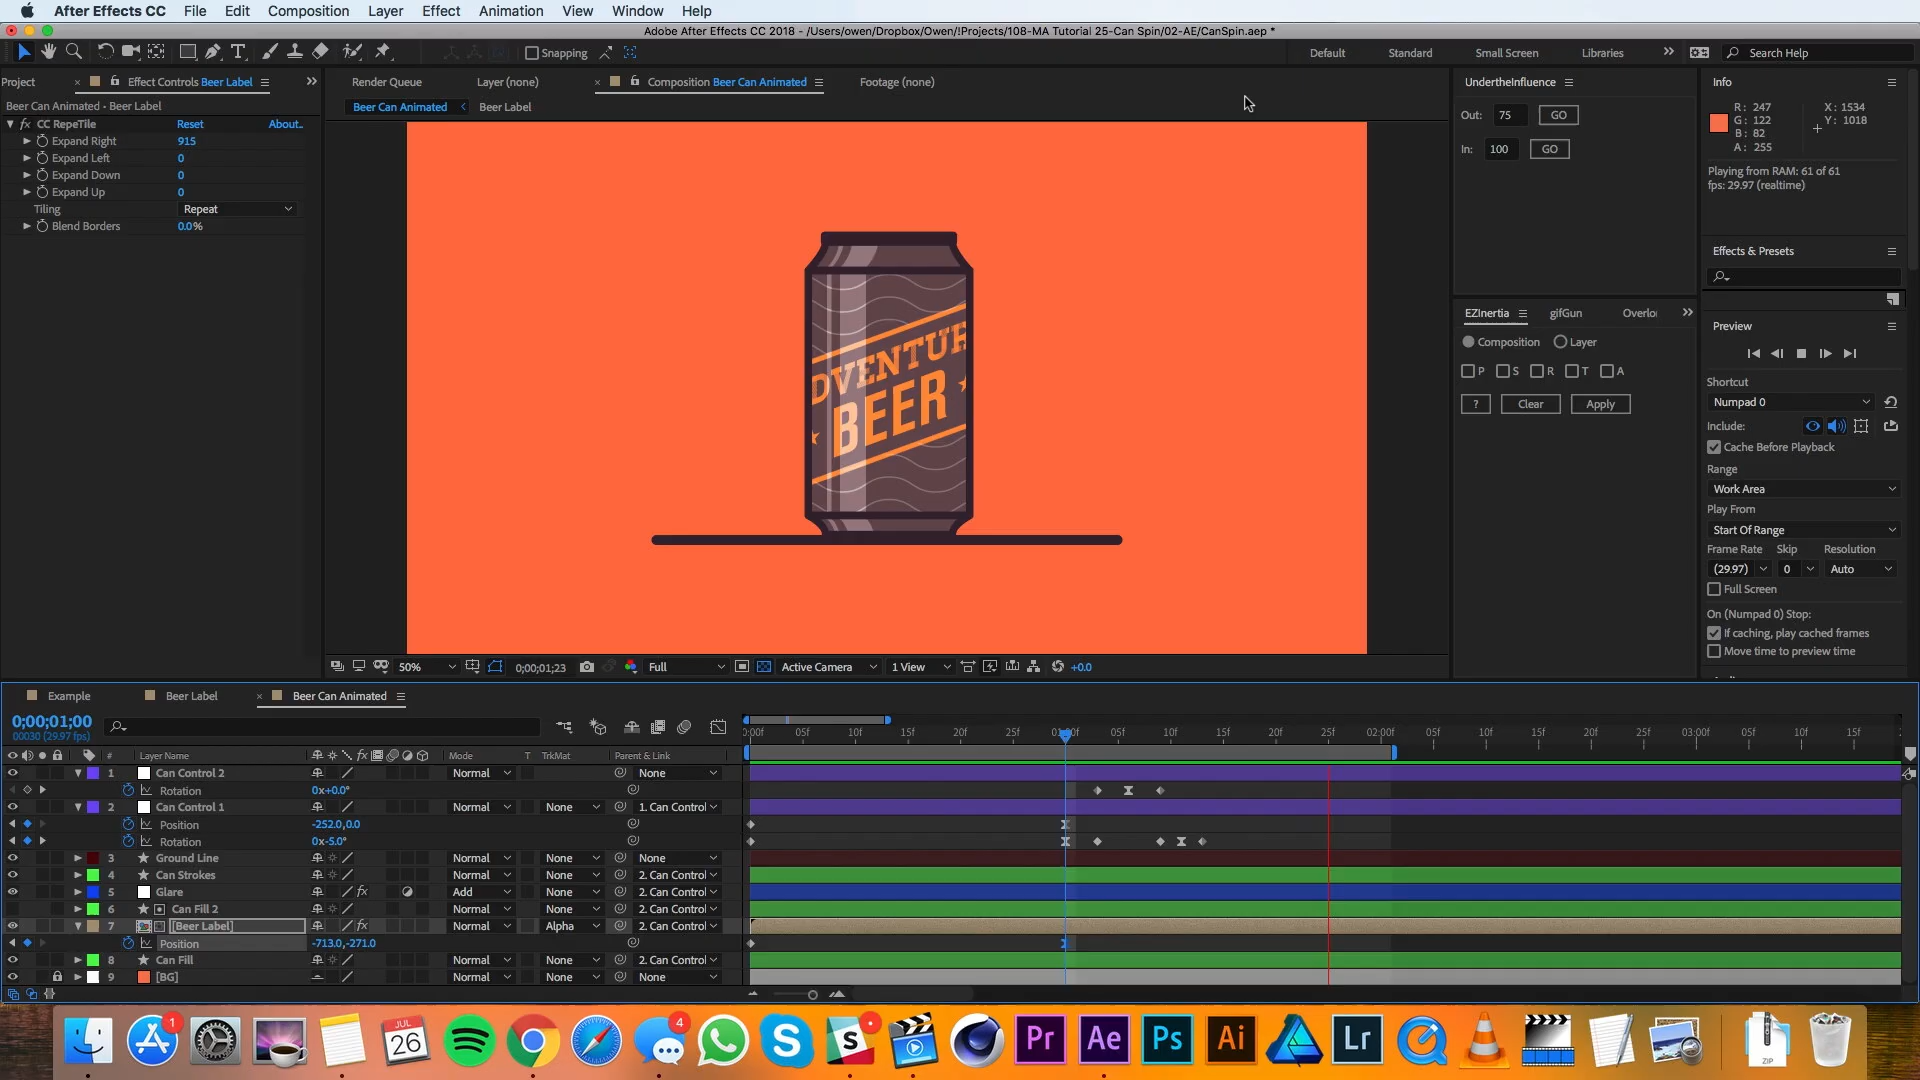 After Effects CC File Edit Composition Layer Effect Animation View Window Help
Adobe After Effects CC 2018 - /Users/owen/Dropbox/Owen/!Projects/108-MA Tutorial 25-Can Spin/02-AE/CanSpin.aep *
Snapping Default Standard Small Screen Libraries Search Help
Project Effect Controls Beer Label Render Queue Layer (none) Composition Beer Can Animated Footage (none) UndertheInfluence Info
Beer Can Animated • Beer Label Beer Can Animated Beer Label
fx CC RepeTile Reset About..
Expand Right 915
Expand Left 0
Expand Down 0
Expand Up 0
Tiling Repeat
Blend Borders 0.0%
DVENTUR
BEER
50% 0;00;01;23 Full Active Camera 1 View +0.0
Out: 75 GO
In: 100 GO
EZInertia gifGun Overlo
Composition Layer
P S R T A
? Clear Apply
R: 247 X: 1534
G: 122 Y: 1018
B: 82
A: 255
Playing from RAM: 61 of 61
fps: 29.97 (realtime)
Effects & Presets
Preview
Shortcut
Numpad 0
Include:
Cache Before Playback
Range
Work Area
Play From
Start Of Range
Frame Rate Skip Resolution
(29.97) 0 Auto
Full Screen
On (Numpad 0) Stop:
If caching, play cached frames
Move time to preview time
Example Beer Label Beer Can Animated
0;00;01;00
00030 (29.97 fps)
05f 10f 15f 20f 25f 05f 10f 15f 20f 25f 02:00f 05f 10f 15f 20f 25f 03:00f 05f 10f 15f
# Layer Name fx Mode T TrkMat Parent & Link
1 Can Control 2 Normal None
Rotation 0x+0.0°
2 Can Control 1 Normal None 1. Can Control
Position -252.0,0.0
Rotation 0x-5.0°
3 Ground Line Normal None None
4 Can Strokes Normal None 2. Can Control
5 Glare fx Add None 2. Can Control
6 Can Fill 2 Normal None 2. Can Control
7 [Beer Label] fx Normal Alpha 2. Can Control
Position -713.0,-271.0
8 Can Fill Normal None 2. Can Control
9 [BG] Normal None None
1 JUL 26 4 Pr Ae Ps Ai Lr ZIP